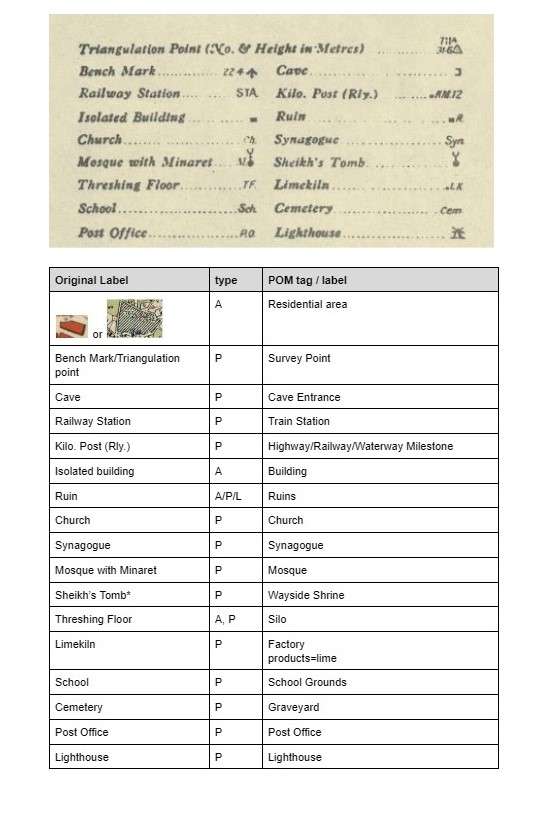 Triangulation Point (No. & Height in Metres) ........... 711A
Bench Mark.............. 224 Cave
Railway Station.... STA. Kilo. Post (Rly.) ........KM.12
Isolated Building Ruin R
Church Ch. Synagogue Syn
Mosque with Minaret M. Sheikh's Tomb
Threshing Floor T.F. Limekiln L.K
School Sch. Cemetery Cem
Post Office P.O. Lighthouse
Original Label type POM tag / label
or A Residential area
Bench Mark/Triangulation P Survey Point
point
Cave P Cave Entrance
Railway Station P Train Station
Kilo. Post (Rly.) P Highway/Railway/Waterway Milestone
Isolated building A Building
Ruin A/P/L Ruins
Church P Church
Synagogue P Synagogue
Mosque with Minaret P Mosque
Sheikh's Tomb* P Wayside Shrine
Threshing Floor A, P Silo
Limekiln P Factory
products=lime
School P School Grounds
Cemetery P Graveyard
Post Office P Post Office
Lighthouse P Lighthouse